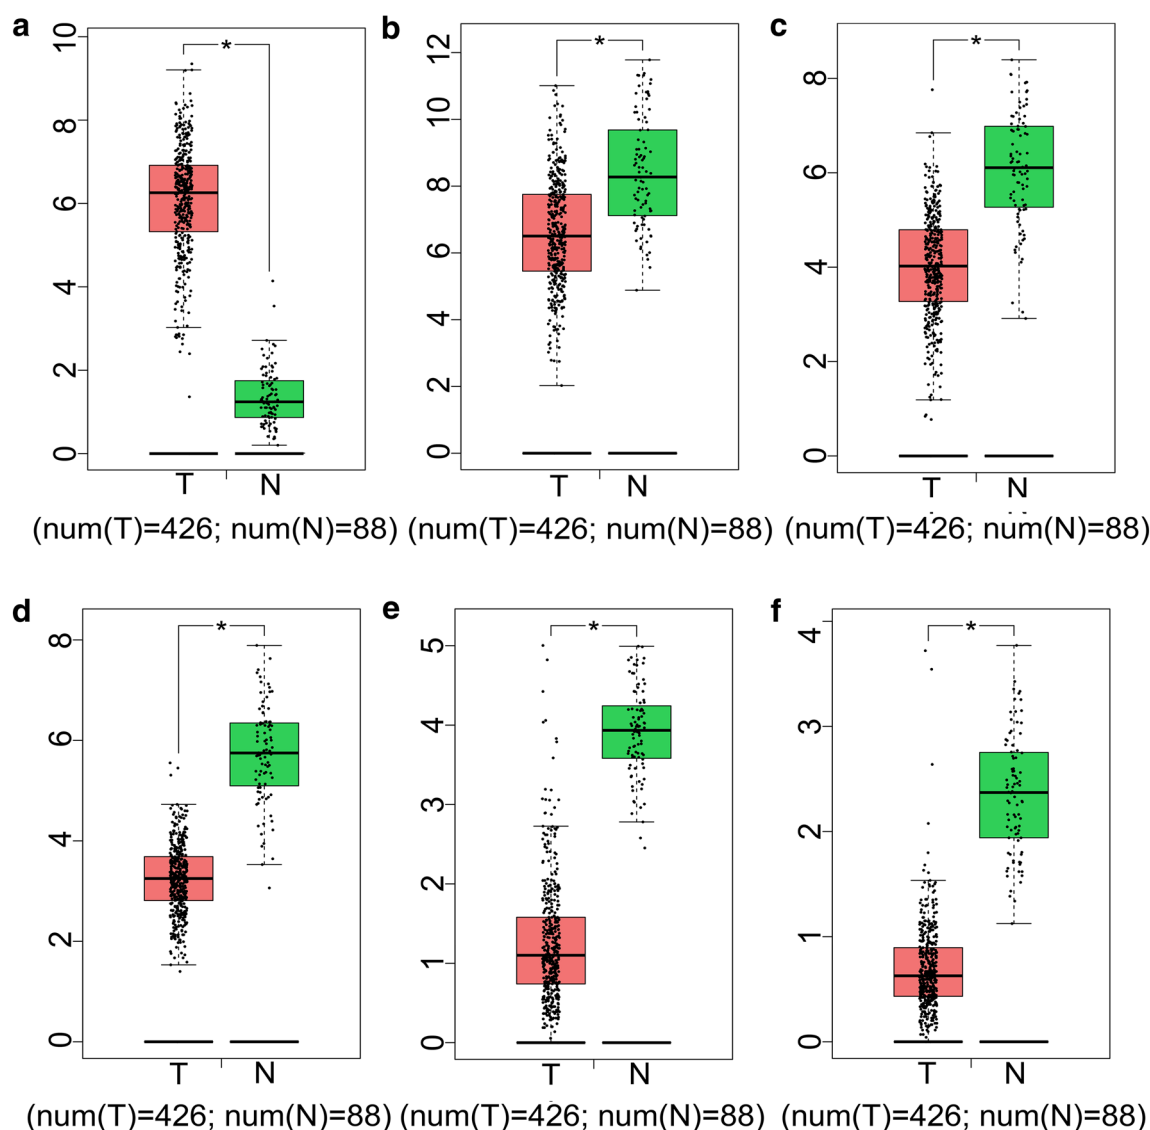 a b c
* * *
10 12
8 10 8
6 8 6
4 6 4
2 4 2
0 2 0
0
T N T N T N
(num(T)=426; num(N)=88) (num(T)=426; num(N)=88) (num(T)=426; num(N)=88)
d e f
* * *
8 5 4
6 4 3
4 3 2
2 2 1
0 1 0
0
T N T N T N
(num(T)=426; num(N)=88) (num(T)=426; num(N)=88) (num(T)=426; num(N)=88)